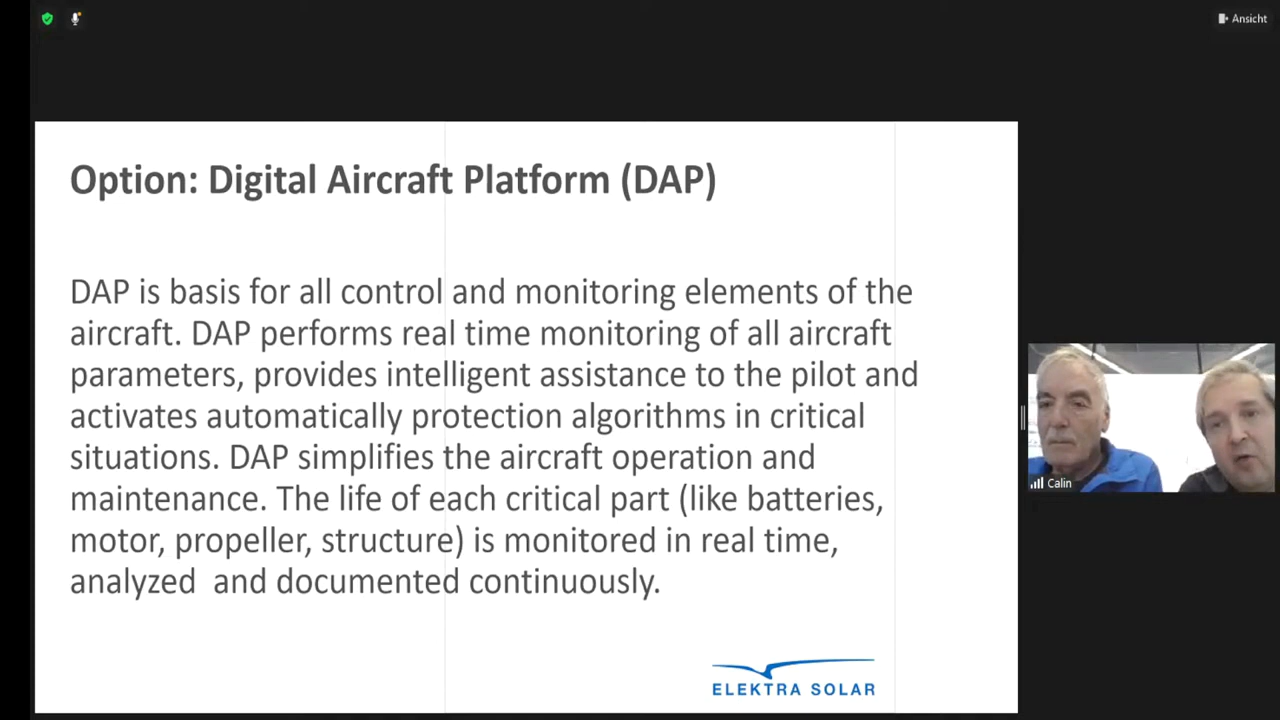 Ansicht
Option: Digital Aircraft Platform (DAP)
DAP is basis for all control and monitoring elements of the
aircraft. DAP performs real time monitoring of all aircraft
parameters, provides intelligent assistance to the pilot and
activates automatically protection algorithms in critical
situations. DAP simplifies the aircraft operation and
maintenance. The life of each critical part (like batteries,
motor, propeller, structure) is monitored in real time,
analyzed  and documented continuously.
ELEKTRA SOLAR
Calin